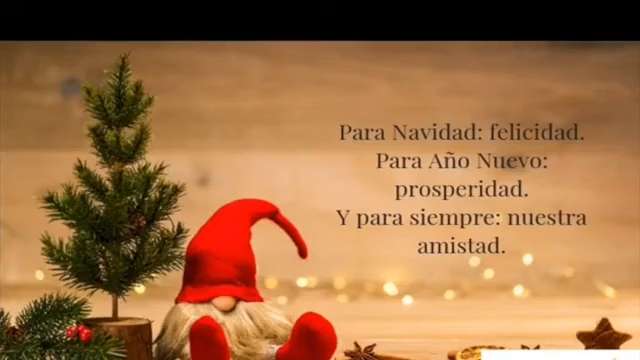 Para Navidad: felicidad.
Para Año Nuevo:
prosperidad.
Y para siempre: nuestra
amistad.